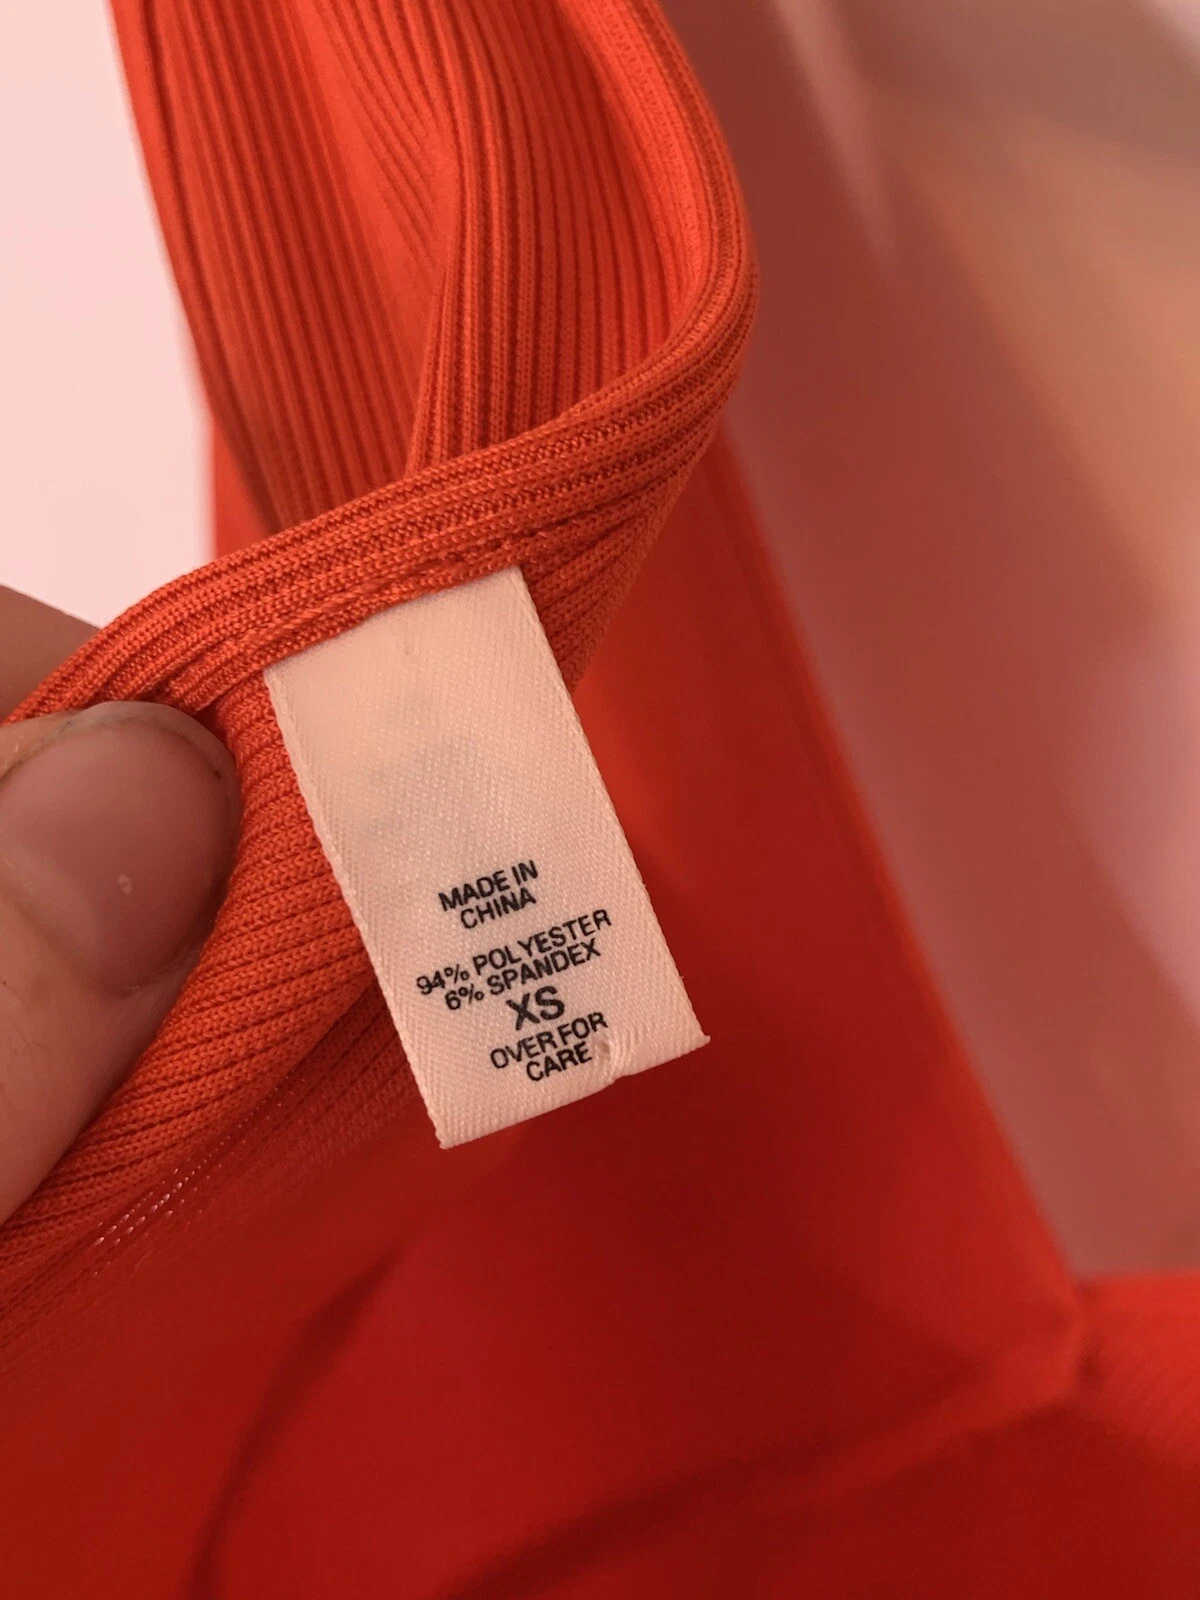 MADE IN
CHINA
94% POLYESTER
6% SPANDEX
XS
OVER FOR
CARE